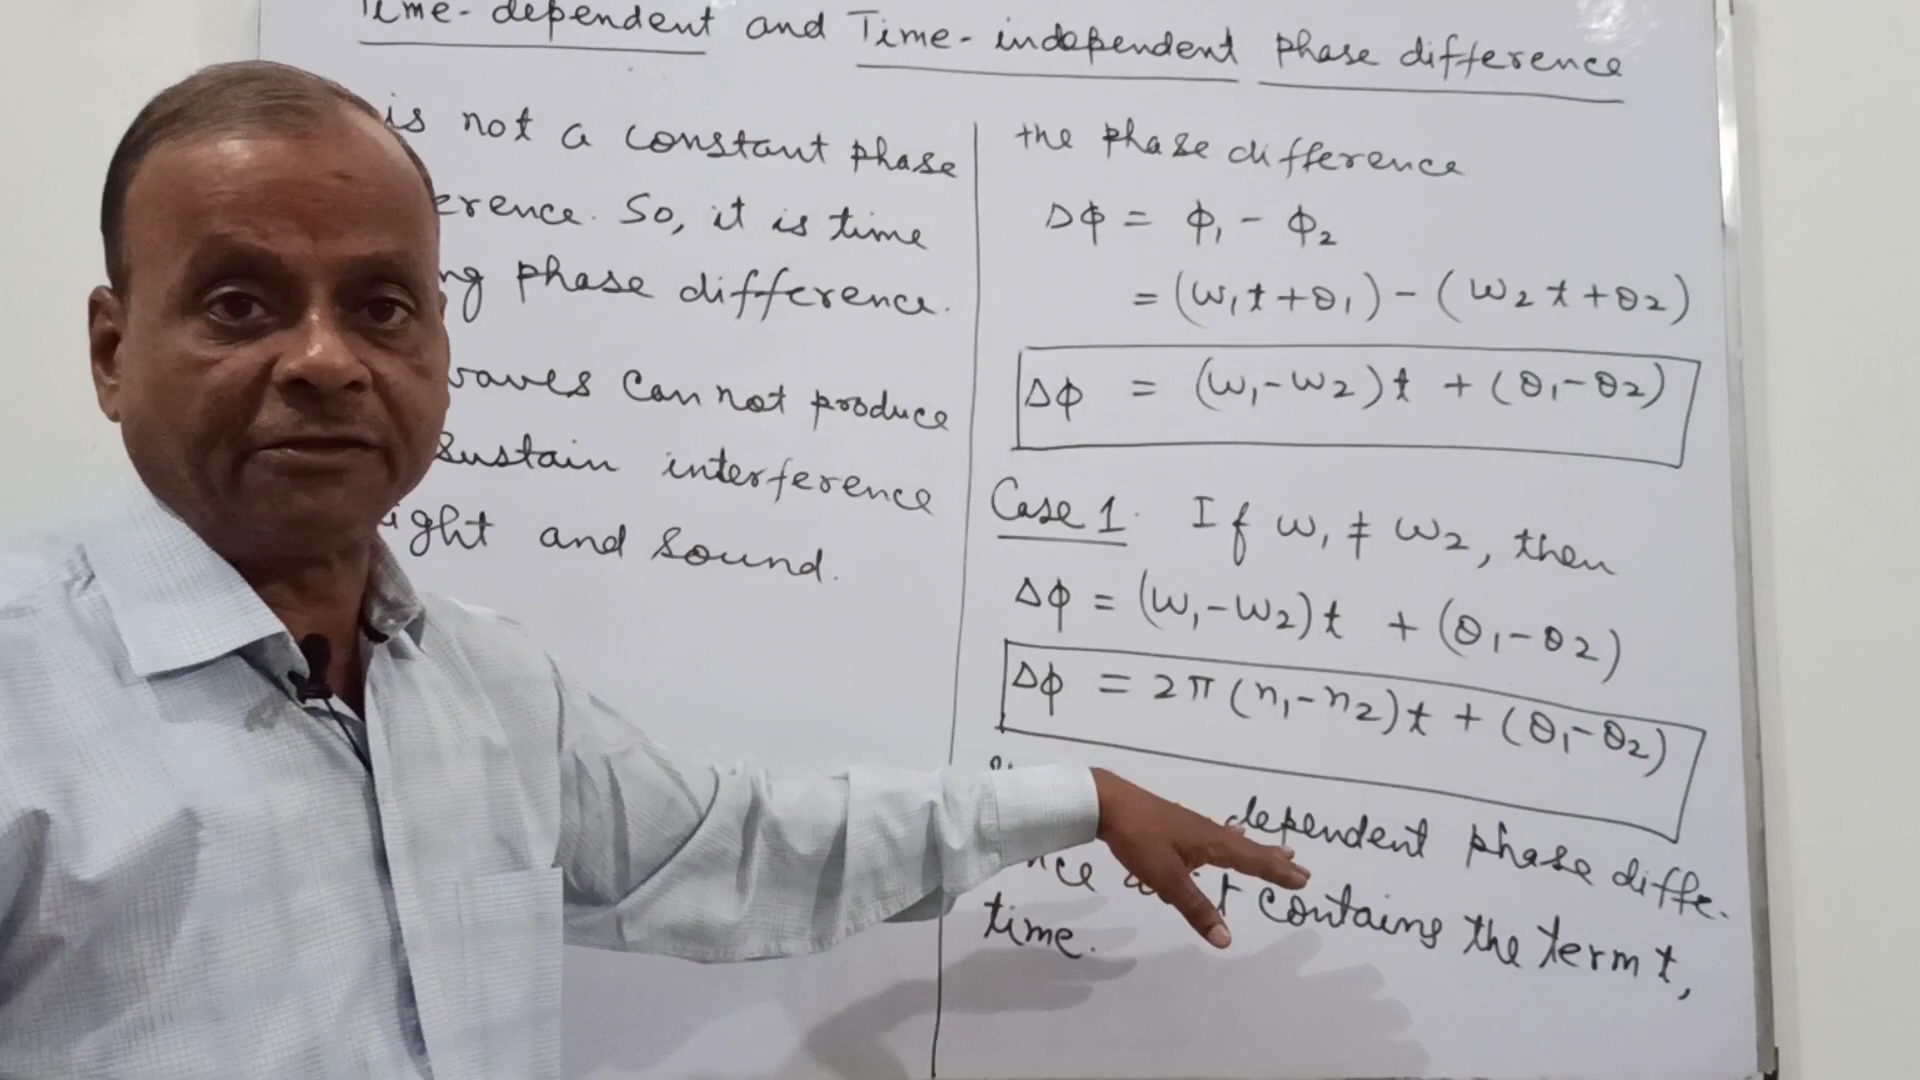 Time-dependent and Time-independent phase difference
is not a constant phase
erence. So, it is time
ng phase difference.
waves can not produce
sustain interference
ight and sound.
the phase difference
Δϕ = ϕ₁ - ϕ₂
= (ω₁t+θ₁) - (ω₂t+θ₂)
Δϕ = (ω₁-ω₂)t + (θ₁-θ₂)
Case 1. If ω₁ ≠ ω₂, then
Δϕ = (ω₁-ω₂)t + (θ₁-θ₂)
Δϕ = 2π(n₁-n₂)t + (θ₁-θ₂)
dependent phase diffe-
nce t contains the term t,
time.